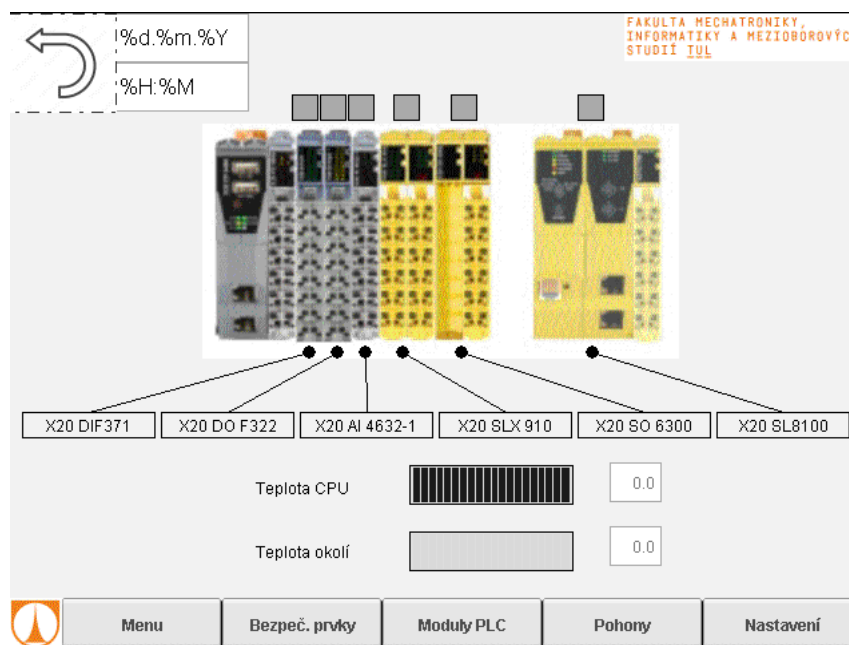 %d.%m.%Y
%H:%M
FAKULTA MECHATRONIKY,
INFORMATIKY A MEZIOBOROVÝC
STUDIÍ TUL
X20 DIF371
X20 DO F322
X20 AI 4632-1
X20 SLX 910
X20 SO 6300
X20 SL8100
Teplota CPU
0.0
Teplota okolí
0.0
Menu
Bezpeč. prvky
Moduly PLC
Pohony
Nastavení